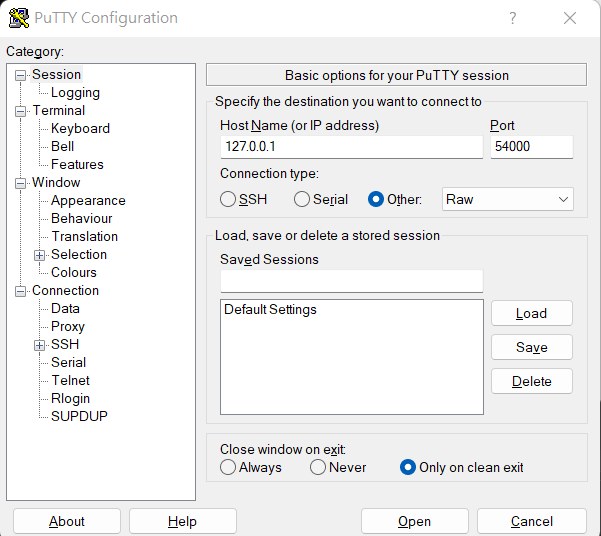 PuTTY Configuration
?
Category:
Session
Logging
Terminal
Keyboard
Bell
Features
Window
Appearance
Behaviour
Translation
Selection
Colours
Connection
Data
Proxy
SSH
Serial
Telnet
Rlogin
SUPDUP
Basic options for your PuTTY session
Specify the destination you want to connect to
Host Name (or IP address) Port
127.0.0.1 54000
Connection type:
SSH Serial Other: Raw
Load, save or delete a stored session
Saved Sessions
Default Settings
Load
Save
Delete
Close window on exit:
Always Never Only on clean exit
About Help Open Cancel